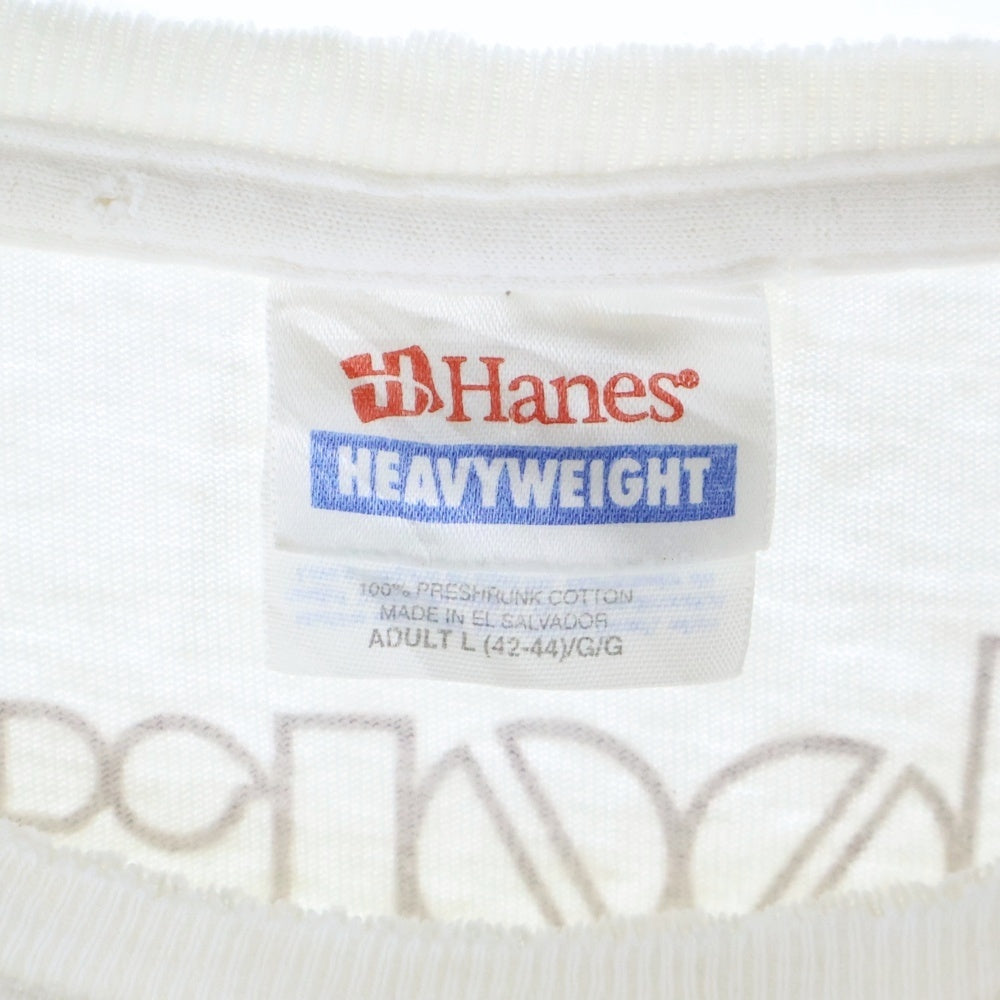 Hanes®
HEAVYWEIGHT
100% PRESHRUNK COTTON
MADE IN EL SALVADOR
ADULT L (42-44)/G/G